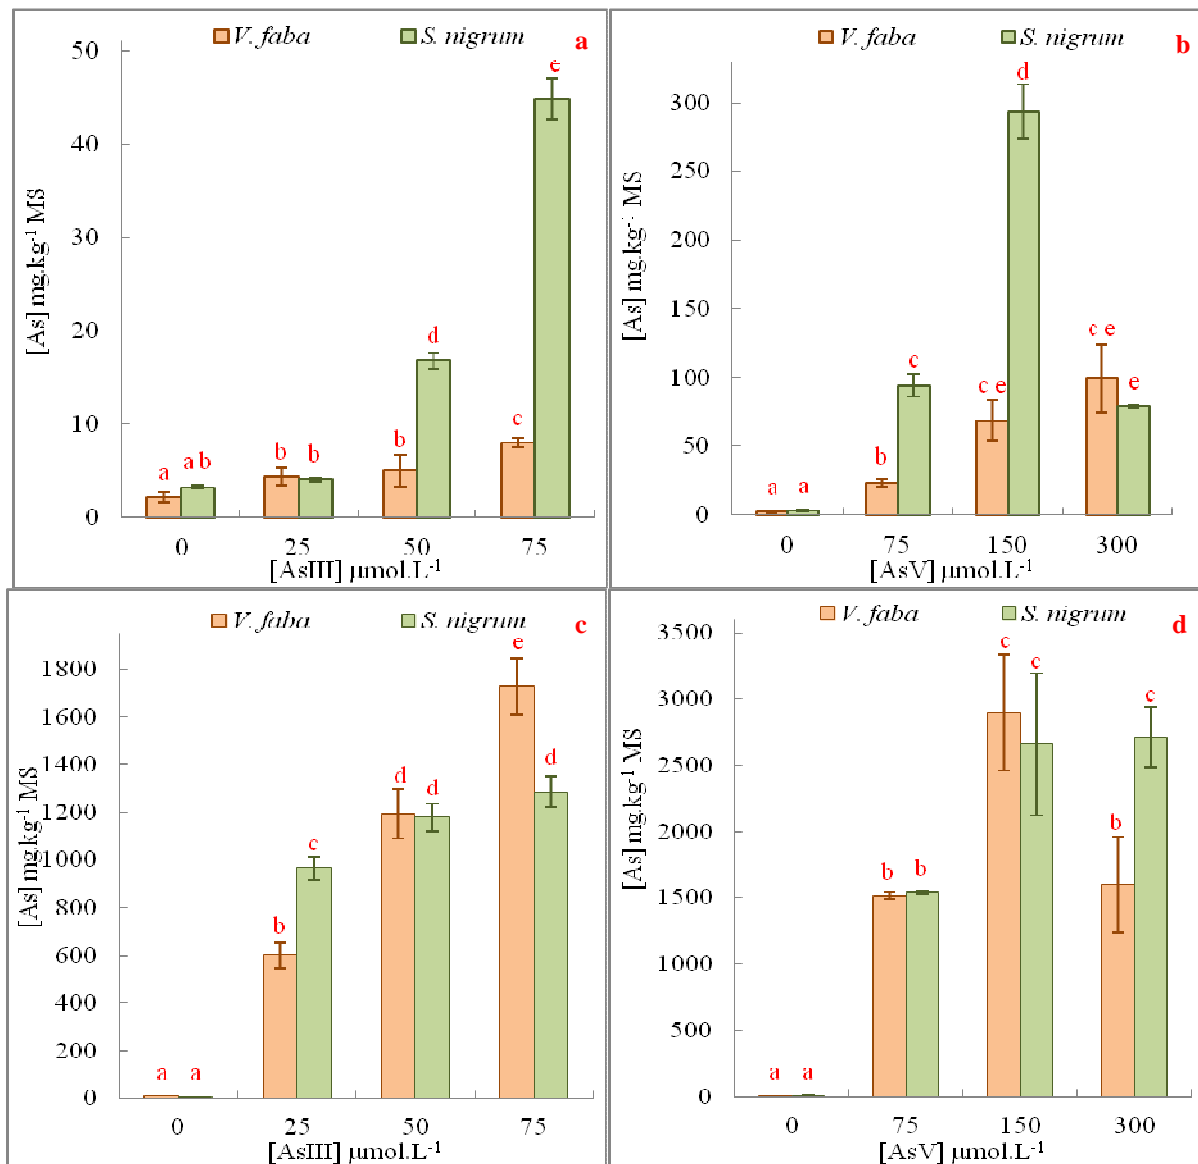 V. faba S. nigrum a
50
40
30
20
10
0
[As] mg.kg-1 MS
a a b b b b d c e
0 25 50 75
[AsIII] µmol.L-1
V. faba S. nigrum b
300
250
200
150
100
50
0
[As] mg.kg-1 MS
a a b c c e d c e e
0 75 150 300
[AsV] µmol.L-1
V. faba S. nigrum c
1800
1600
1400
1200
1000
800
600
400
200
0
[As] mg.kg-1 MS
a a b c d d e d
0 25 50 75
[AsIII] µmol.L-1
V. faba S. nigrum d
3500
3000
2500
2000
1500
1000
500
0
[As] mg.kg-1 MS
a a b b c c b c
0 75 150 300
[AsV] µmol.L-1